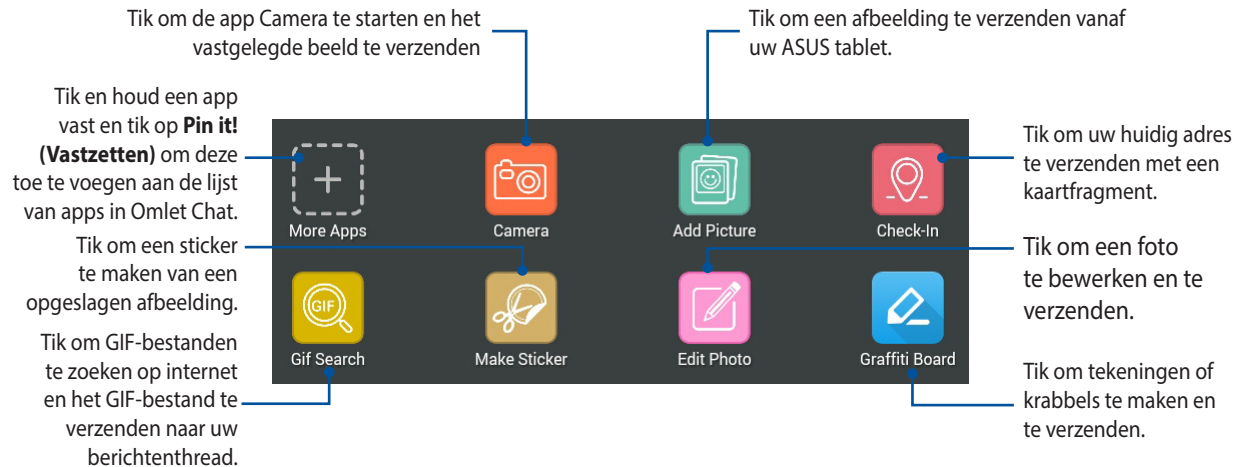 Tik om de app Camera te starten en het
vastgelegde beeld te verzenden
Tik om een afbeelding te verzenden vanaf
uw ASUS tablet.
Tik en houd een app
vast en tik op Pin it!
(Vastzetten) om deze
toe te voegen aan de lijst
van apps in Omlet Chat.
Tik om uw huidig adres
te verzenden met een
kaartfragment.
More Apps
Camera
Add Picture
Check-In
Tik om een sticker
te maken van een
opgeslagen afbeelding.
Tik om een foto
te bewerken en te
verzenden.
GIF
Gif Search
Make Sticker
Edit Photo
Graffiti Board
Tik om GIF-bestanden
te zoeken op internet
en het GIF-bestand te
verzenden naar uw
berichtenthread.
Tik om tekeningen of
krabbels te maken en
te verzenden.